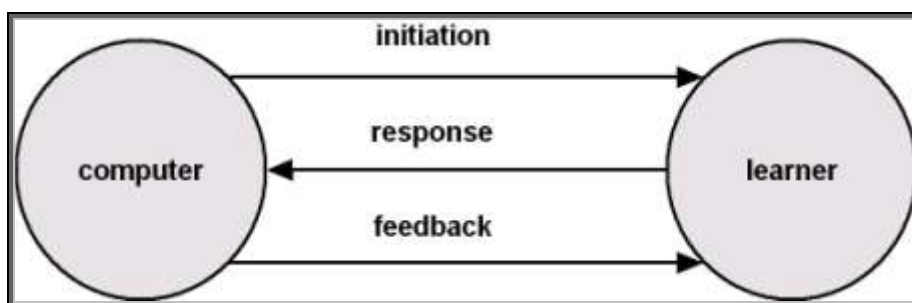 initiation
response
computer
learner
feedback